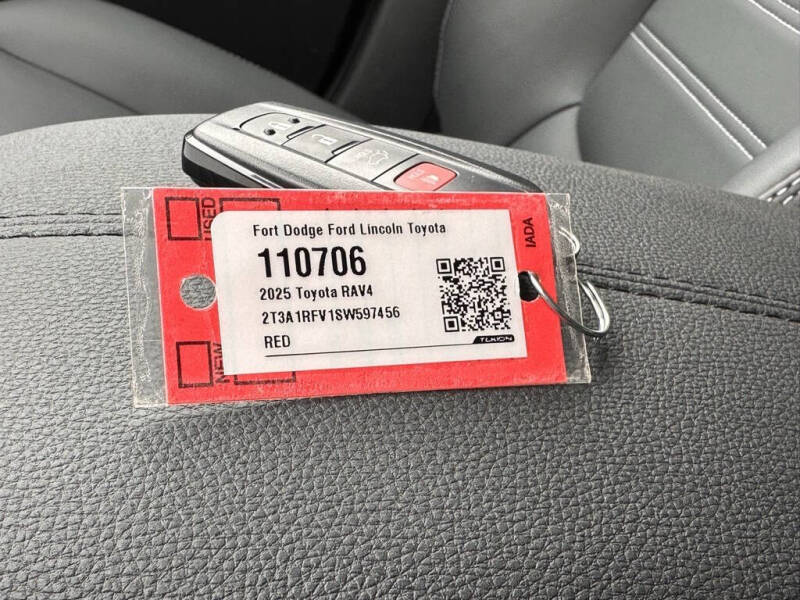 USED
NEW
Fort Dodge Ford Lincoln Toyota
110706
2025 Toyota RAV4
2T3A1RFV1SW597456
RED
TEKION
IADA